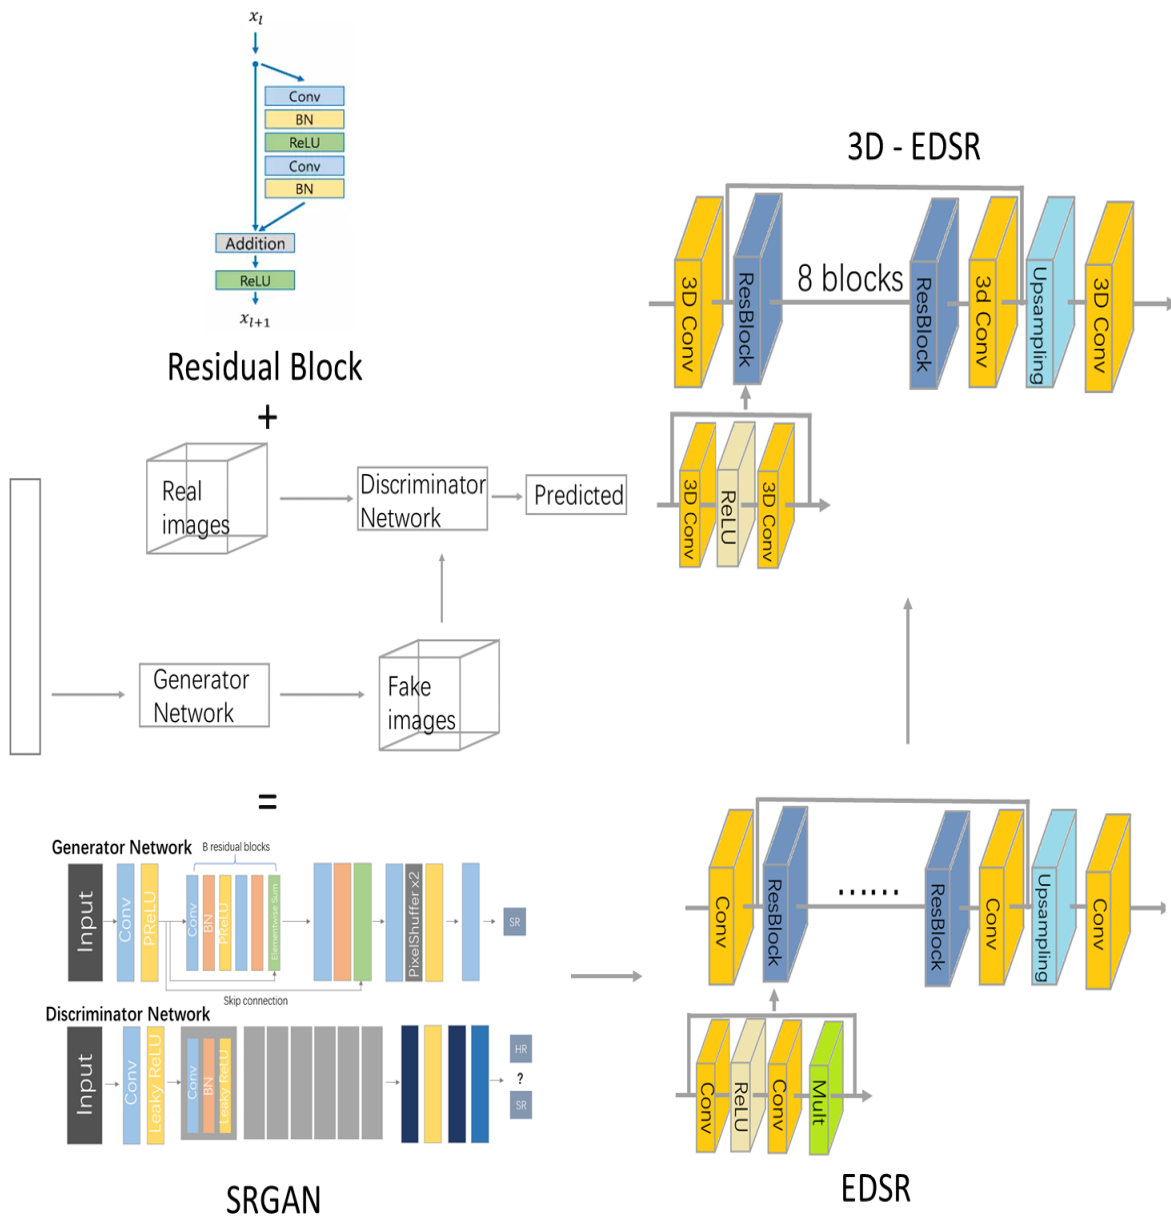 x_l
Conv
BN
ReLU
Conv
BN
Addition
ReLU
x_{l+1}
Residual Block
+
Real
images
Discriminator
Network
Predicted
Generator
Network
Fake
images
=
Generator Network
B residual blocks
Input
Conv
PReLU
Conv
BN
PReLU
Elementwise Sum
PixelShuffer x2
SR
Skip connection
Discriminator Network
Input
Conv
Leaky ReLU
Conv
BN
Leaky ReLU
HR
?
SR
SRGAN
3D - EDSR
3D Conv
ResBlock
8 blocks
ResBlock
3d Conv
Upsampling
3D Conv
3D Conv
ReLU
3D Conv
Conv
ResBlock
......
ResBlock
Conv
Upsampling
Conv
Conv
ReLU
Conv
Mult
EDSR